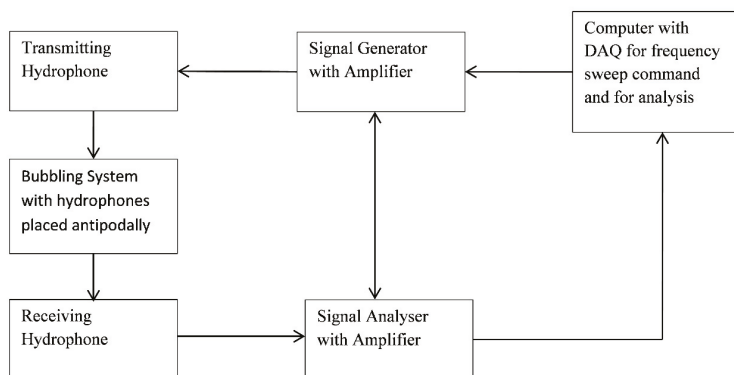 Transmitting
Hydrophone
Signal Generator
with Amplifier
Computer with
DAQ for frequency
sweep command
and for analysis
Bubbling System
with hydrophones
placed antipodally
Receiving
Hydrophone
Signal Analyser
with Amplifier